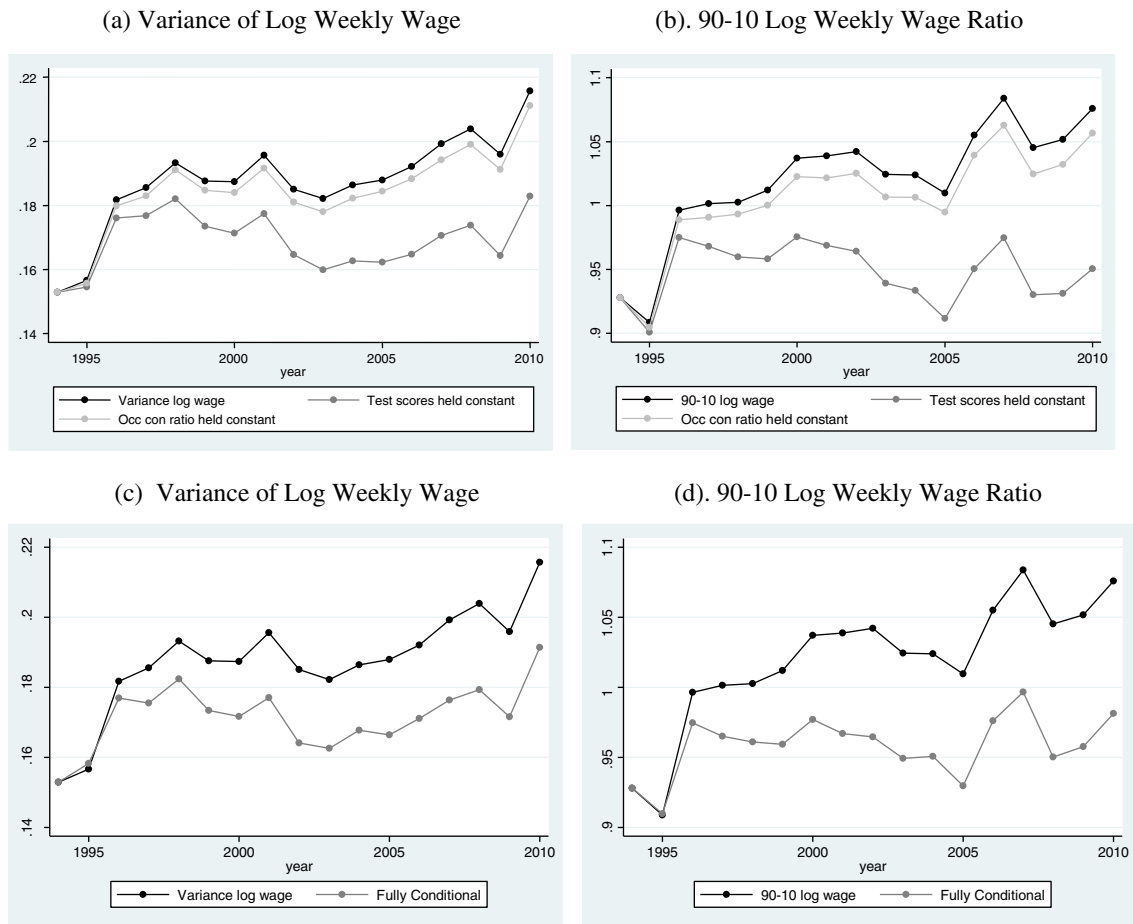 (a) Variance of Log Weekly Wage
.22
.2
.18
.16
.14
1995 2000 2005 2010
year
Variance log wage Test scores held constant
Occ con ratio held constant
(b). 90-10 Log Weekly Wage Ratio
1.1
1.05
1
.95
.9
1995 2000 2005 2010
year
90-10 log wage Test scores held constant
Occ con ratio held constant
(c) Variance of Log Weekly Wage
.22
.2
.18
.16
.14
1995 2000 2005 2010
year
Variance log wage Fully Conditional
(d). 90-10 Log Weekly Wage Ratio
1.1
1.05
1
.95
.9
1995 2000 2005 2010
year
90-10 log wage Fully Conditional